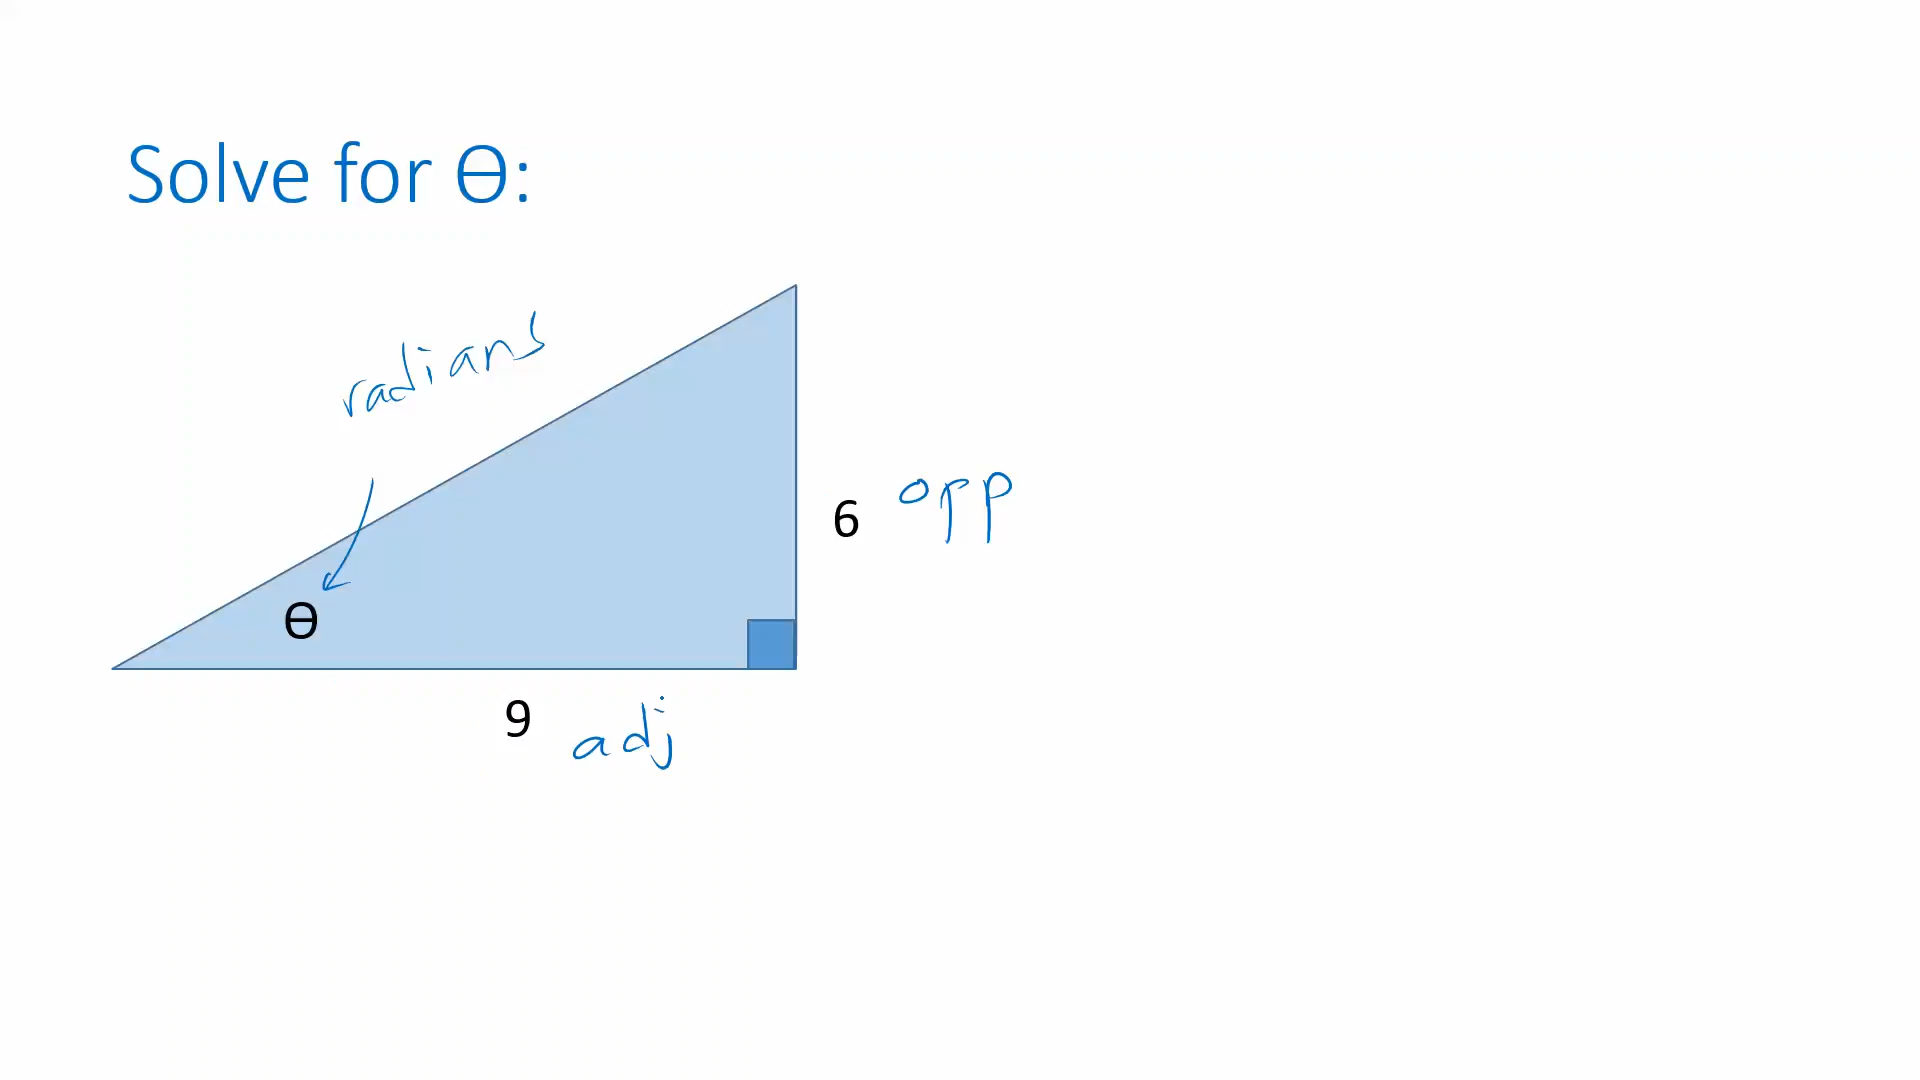 Solve for Θ:
radians
6 opp
Θ
9 adj